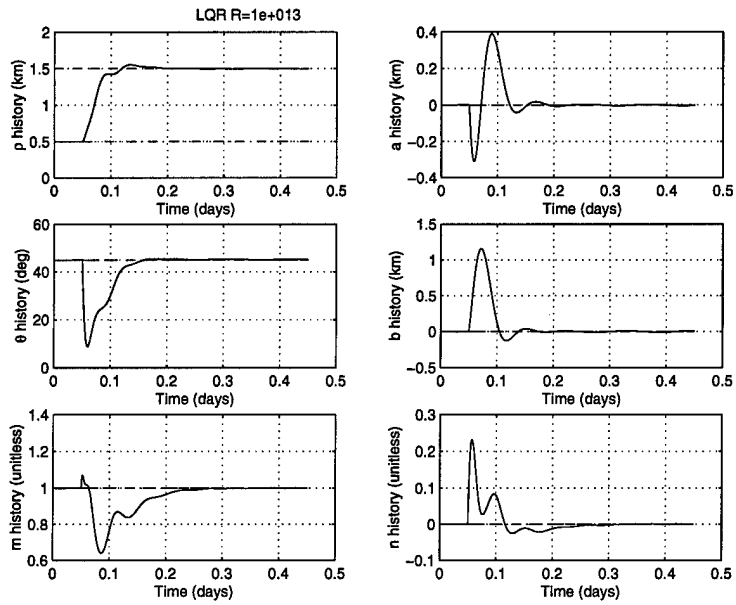 LQR R=1e+013
2
1.5
1
0.5
0
ρ history (km)
0 0.1 0.2 0.3 0.4 0.5
Time (days)
0.4
0.2
0
−0.2
−0.4
a history (km)
0 0.1 0.2 0.3 0.4 0.5
Time (days)
60
40
20
0
θ history (deg)
0 0.1 0.2 0.3 0.4 0.5
Time (days)
1.5
1
0.5
0
−0.5
b history (km)
0 0.1 0.2 0.3 0.4 0.5
Time (days)
1.4
1.2
1
0.8
0.6
m history (unitless)
0 0.1 0.2 0.3 0.4 0.5
Time (days)
0.3
0.2
0.1
0
−0.1
n history (unitless)
0 0.1 0.2 0.3 0.4 0.5
Time (days)